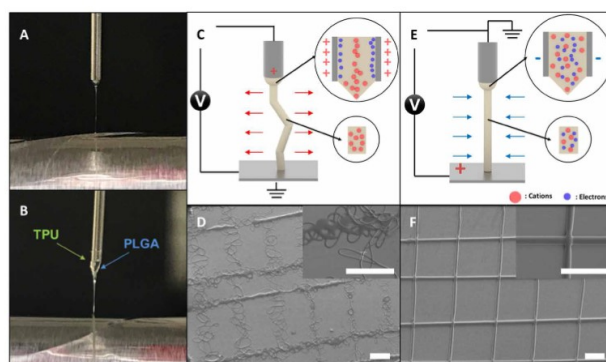 A
B
TPU
PLGA
C
V
+
+
+
+
+
+
+
+
+
D
E
V
-
-
+
: Cations
: Electrons
F